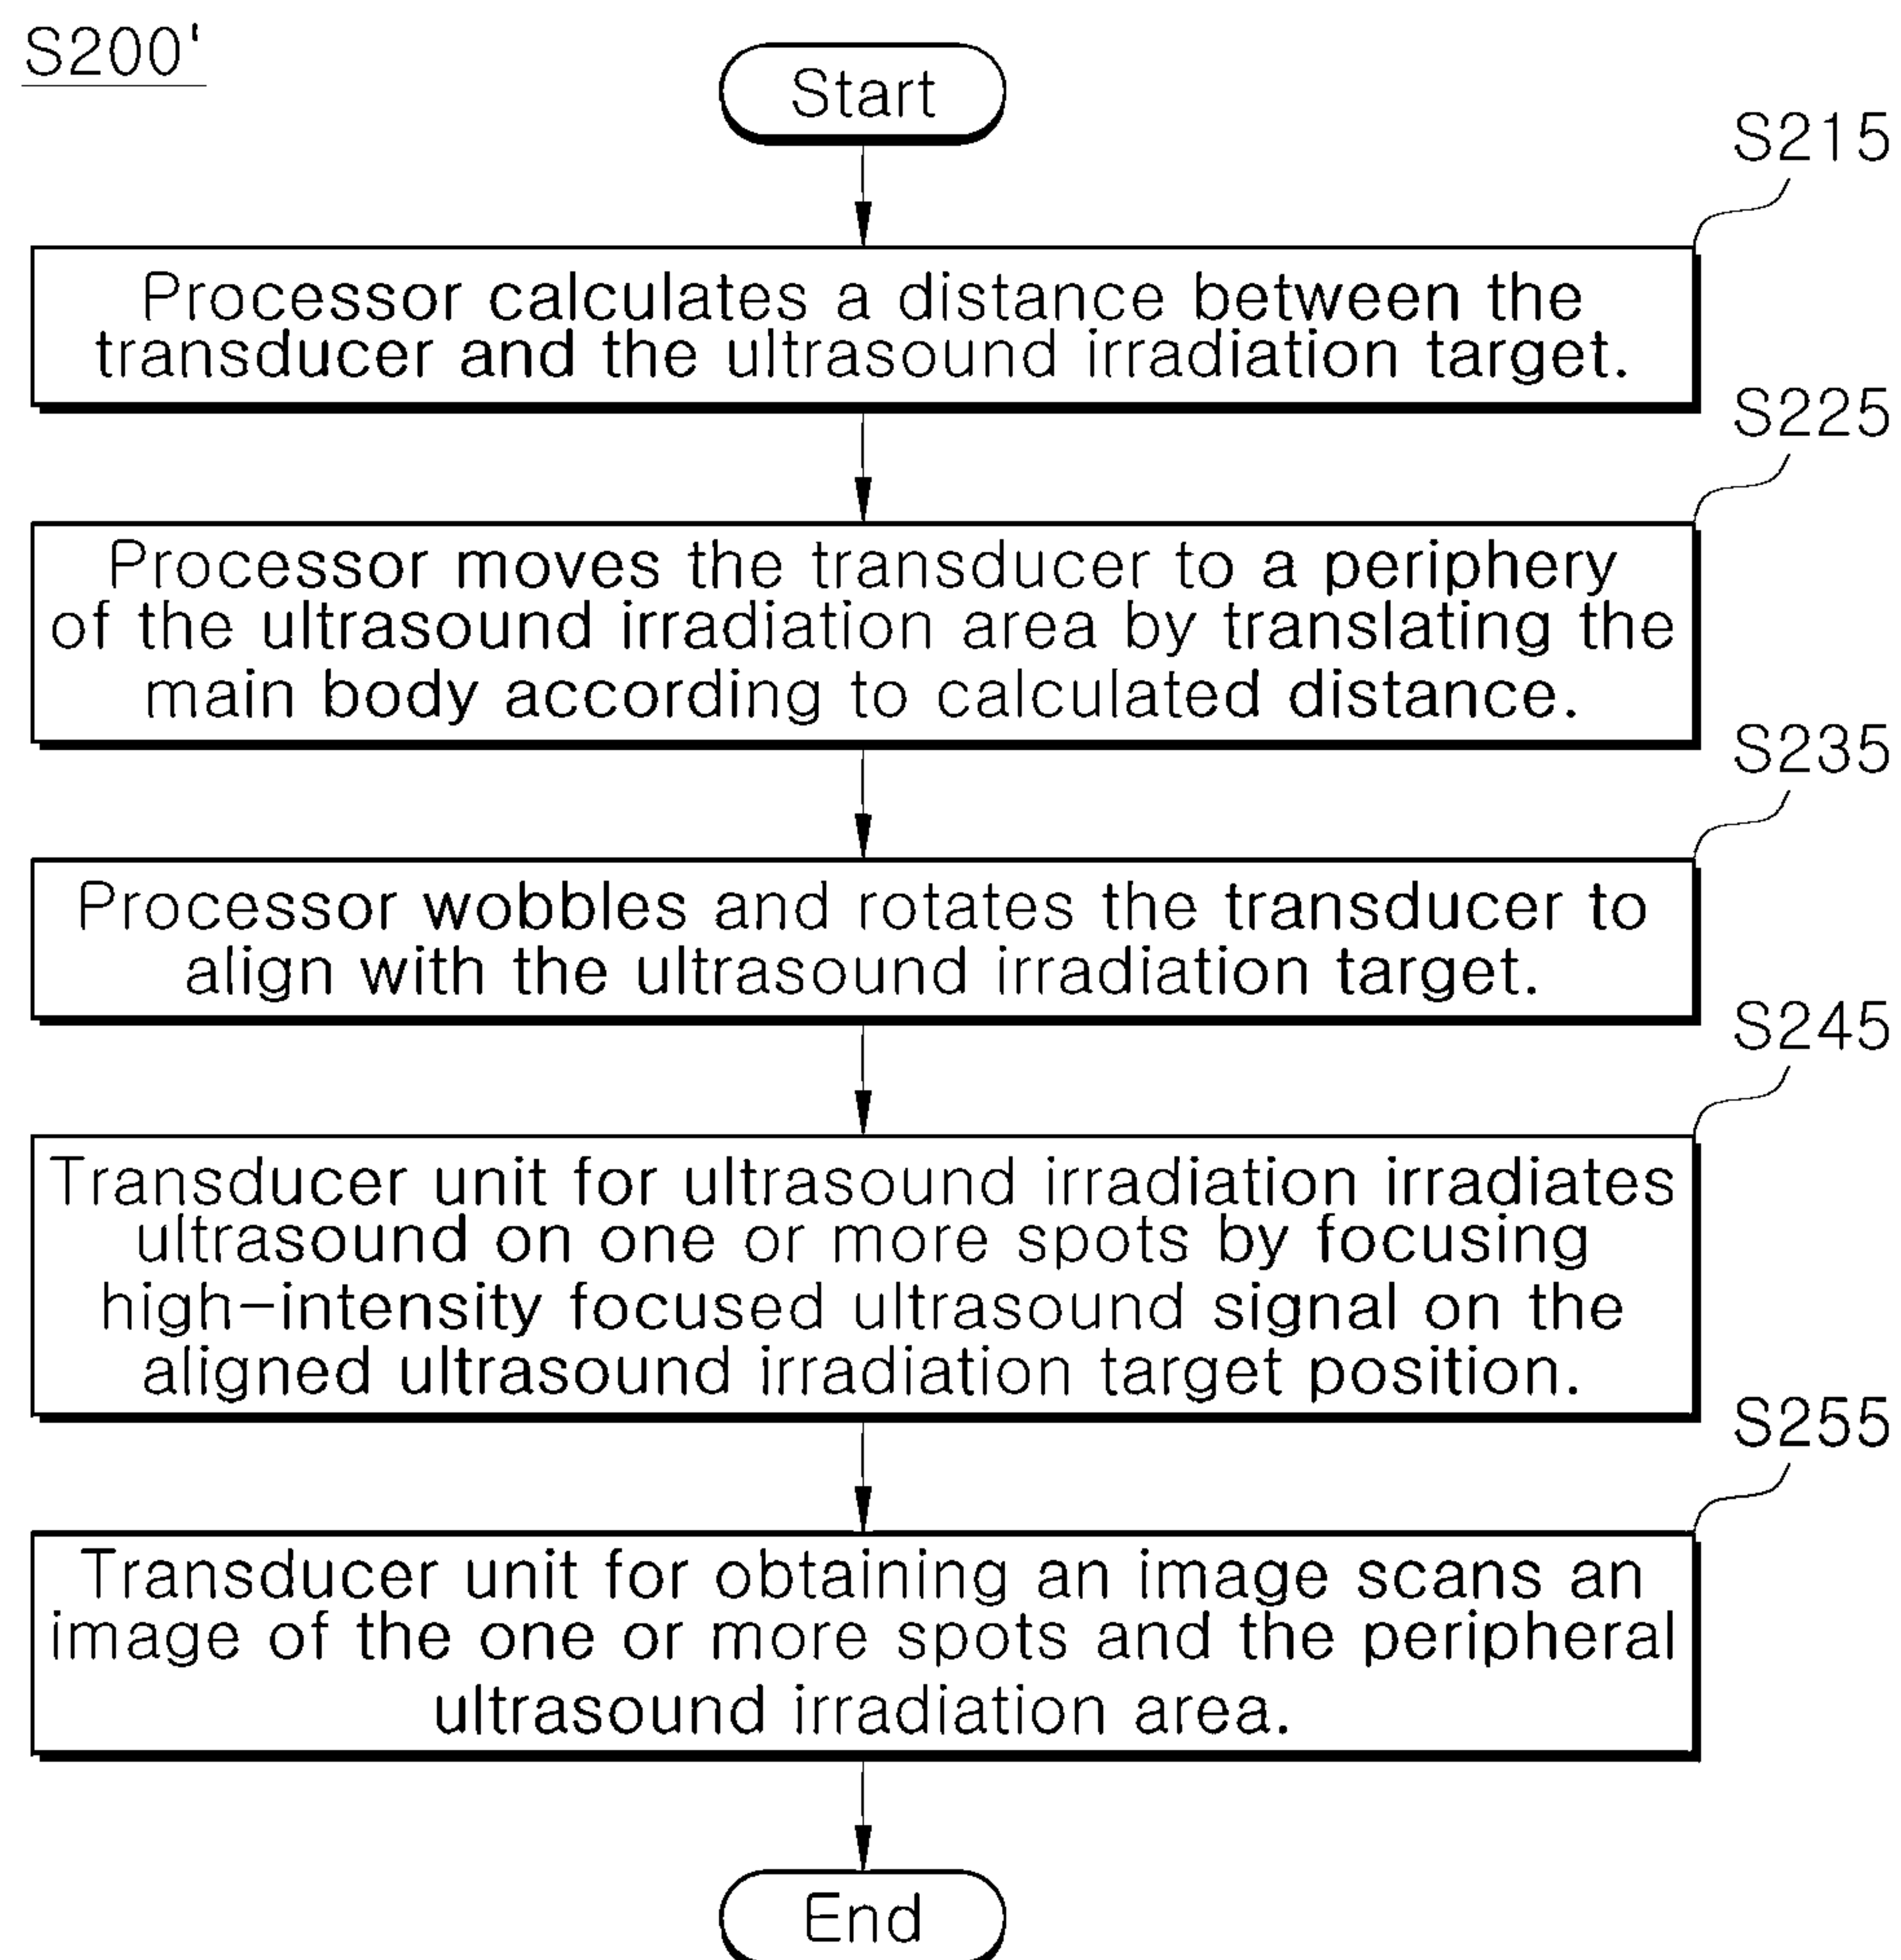 S200'
Start
S215
Processor calculates a distance between the
transducer and the ultrasound irradiation target.
S225
Processor moves the transducer to a periphery
of the ultrasound irradiation area by translating the
main body according to calculated distance.
S235
Processor wobbles and rotates the transducer to
align with the ultrasound irradiation target.
S245
Transducer unit for ultrasound irradiation irradiates
ultrasound on one or more spots by focusing
high-intensity focused ultrasound signal on the
aligned ultrasound irradiation target position.
S255
Transducer unit for obtaining an image scans an
image of the one or more spots and the peripheral
ultrasound irradiation area.
End